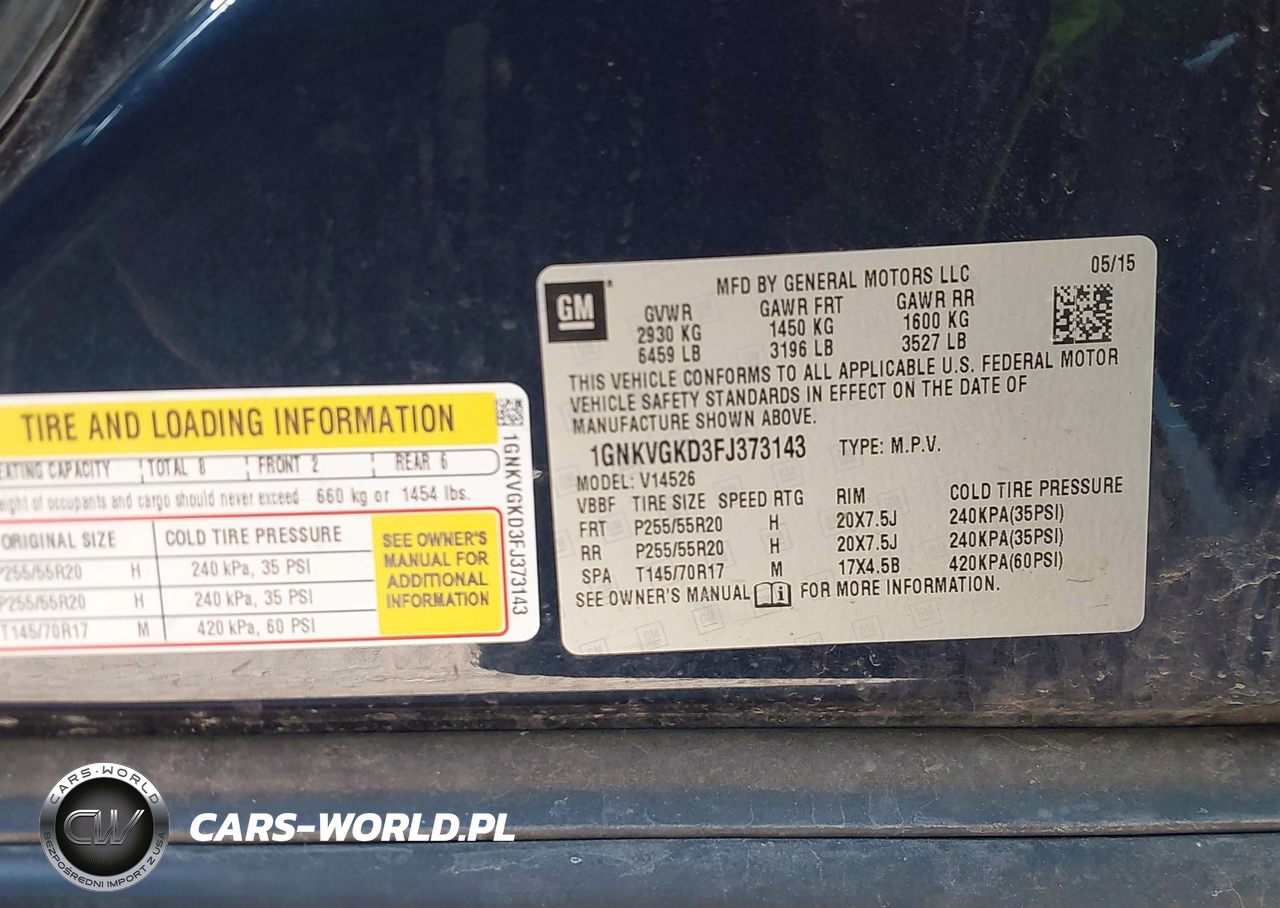 TIRE AND LOADING INFORMATION
EATING CAPACITY TOTAL 8 FRONT 2 REAR 6
eight of occupants and cargo should never exceed 660 kg or 1454 lbs.
ORIGINAL SIZE COLD TIRE PRESSURE
P255/55R20 H 240 kPa, 35 PSI
P255/55R20 H 240 kPa, 35 PSI
T145/70R17 M 420 kPa, 60 PSI
SEE OWNER'S
MANUAL FOR
ADDITIONAL
INFORMATION
1GNKVGKD3FJ373143
GM
MFD BY GENERAL MOTORS LLC 05/15
GVWR GAWR FRT GAWR RR
2930 KG 1450 KG 1600 KG
6459 LB 3196 LB 3527 LB
THIS VEHICLE CONFORMS TO ALL APPLICABLE U.S. FEDERAL MOTOR
VEHICLE SAFETY STANDARDS IN EFFECT ON THE DATE OF
MANUFACTURE SHOWN ABOVE.
1GNKVGKD3FJ373143 TYPE: M.P.V.
MODEL: V14526
VBBF TIRE SIZE SPEED RTG RIM COLD TIRE PRESSURE
FRT P255/55R20 H 20X7.5J 240KPA(35PSI)
RR P255/55R20 H 20X7.5J 240KPA(35PSI)
SPA T145/70R17 M 17X4.5B 420KPA(60PSI)
SEE OWNER'S MANUAL FOR MORE INFORMATION.
CARS-WORLD
CW
BEZPOŚREDNI IMPORT Z USA
CARS-WORLD.PL